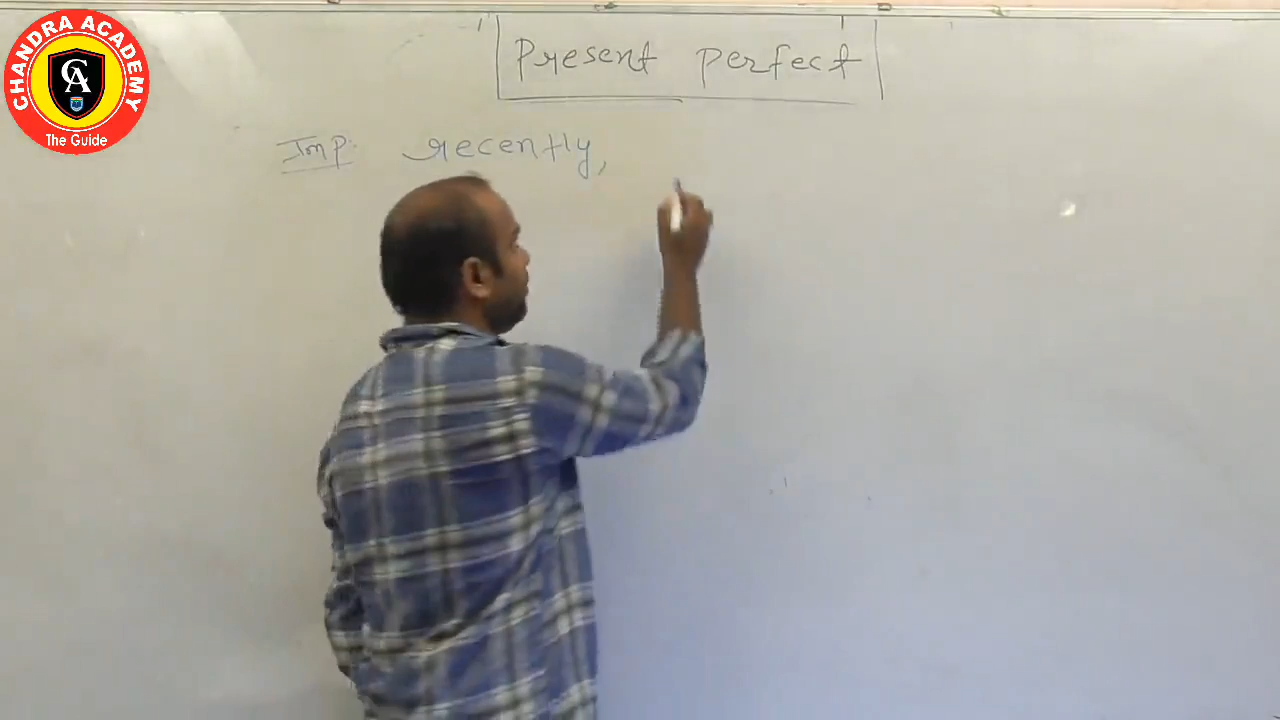 CHANDRA ACADEMY
CA
The Guide
Present perfect
Imp: recently,